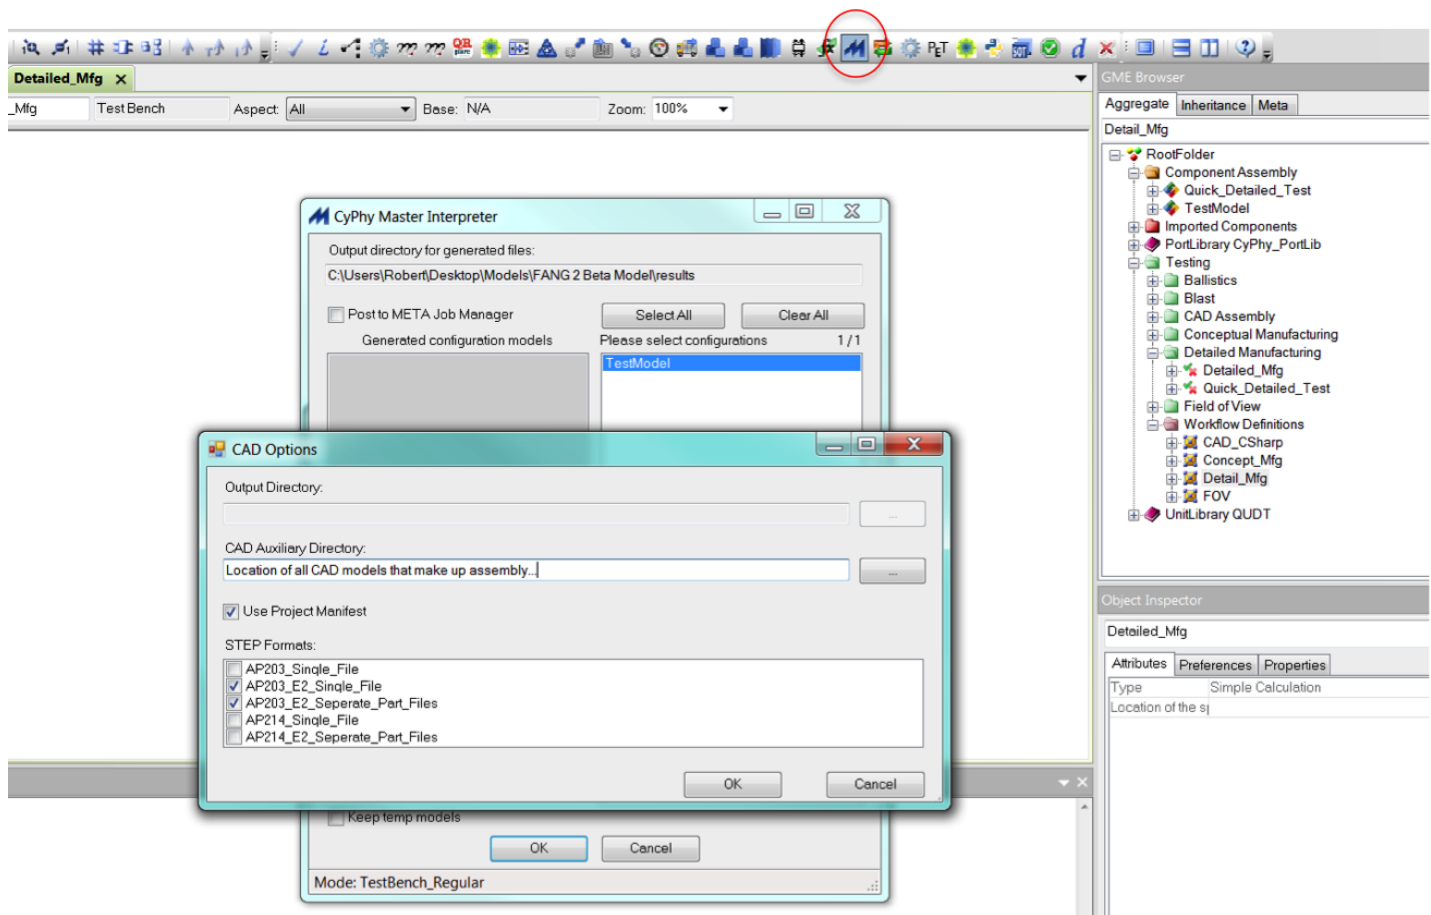 QR
PET
d
Detailed_Mfg
GME Browser
_Mfg
Test Bench
Aspect: All
Base: N/A
Zoom: 100%
Aggregate
Inheritance
Meta
Detail_Mfg
RootFolder
Component Assembly
Quick_Detailed_Test
TestModel
Imported Components
PortLibrary CyPhy_PortLib
Testing
Ballistics
Blast
CAD Assembly
Conceptual Manufacturing
Detailed Manufacturing
Detailed_Mfg
Quick_Detailed_Test
Field of View
Workflow Definitions
CAD_CSharp
Concept_Mfg
Detail_Mfg
FOV
UnitLibrary QUDT
CyPhy Master Interpreter
Output directory for generated files:
C:\Users\Robert\Desktop\Models\FANG 2 Beta Model\results
Post to META Job Manager
Select All
Clear All
Generated configuration models
Please select configurations
1 / 1
TestModel
CAD Options
Output Directory:
...
CAD Auxiliary Directory:
Location of all CAD models that make up assembly...
...
Use Project Manifest
STEP Formats:
AP203_Single_File
AP203_E2_Single_File
AP203_E2_Seperate_Part_Files
AP214_Single_File
AP214_E2_Seperate_Part_Files
OK
Cancel
Keep temp models
OK
Cancel
Mode: TestBench_Regular
Object Inspector
Detailed_Mfg
Attributes
Preferences
Properties
Type
Simple Calculation
Location of the s